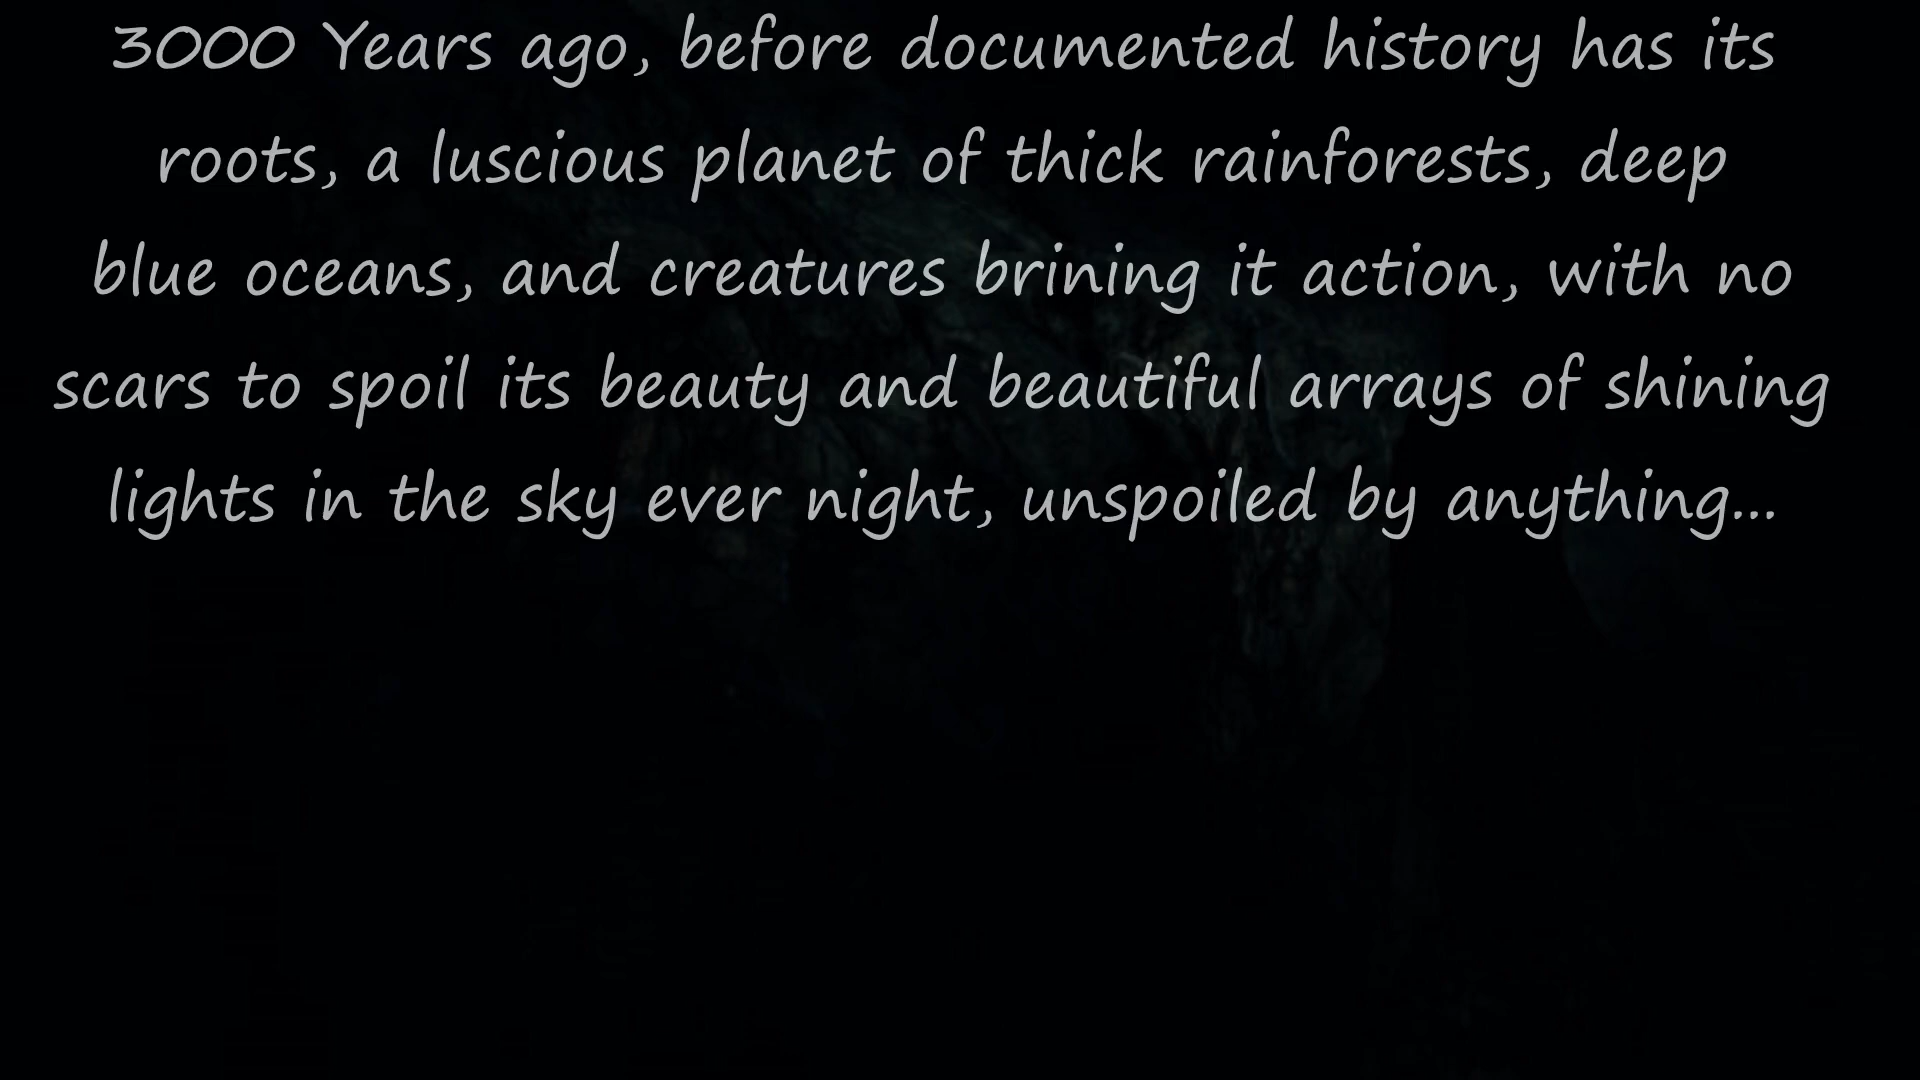 3000 Years ago, before documented history has its
roots, a luscious planet of thick rainforests, deep
blue oceans, and creatures brining it action, with no
scars to spoil its beauty and beautiful arrays of shining
lights in the sky ever night, unspoiled by anything...